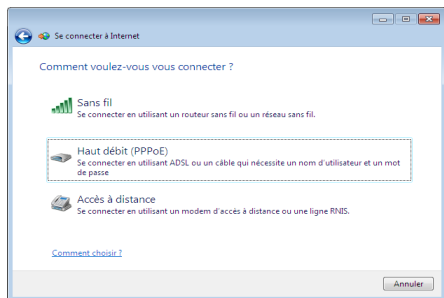 Se connecter à Internet
Comment voulez-vous vous connecter ?
Sans fil
Se connecter en utilisant un routeur sans fil ou un réseau sans fil.
Haut débit (PPPoE)
Se connecter en utilisant ADSL ou un câble qui nécessite un nom d'utilisateur et un mot
de passe
Accès à distance
Se connecter en utilisant un modem d'accès à distance ou une ligne RNIS.
Comment choisir ?
Annuler